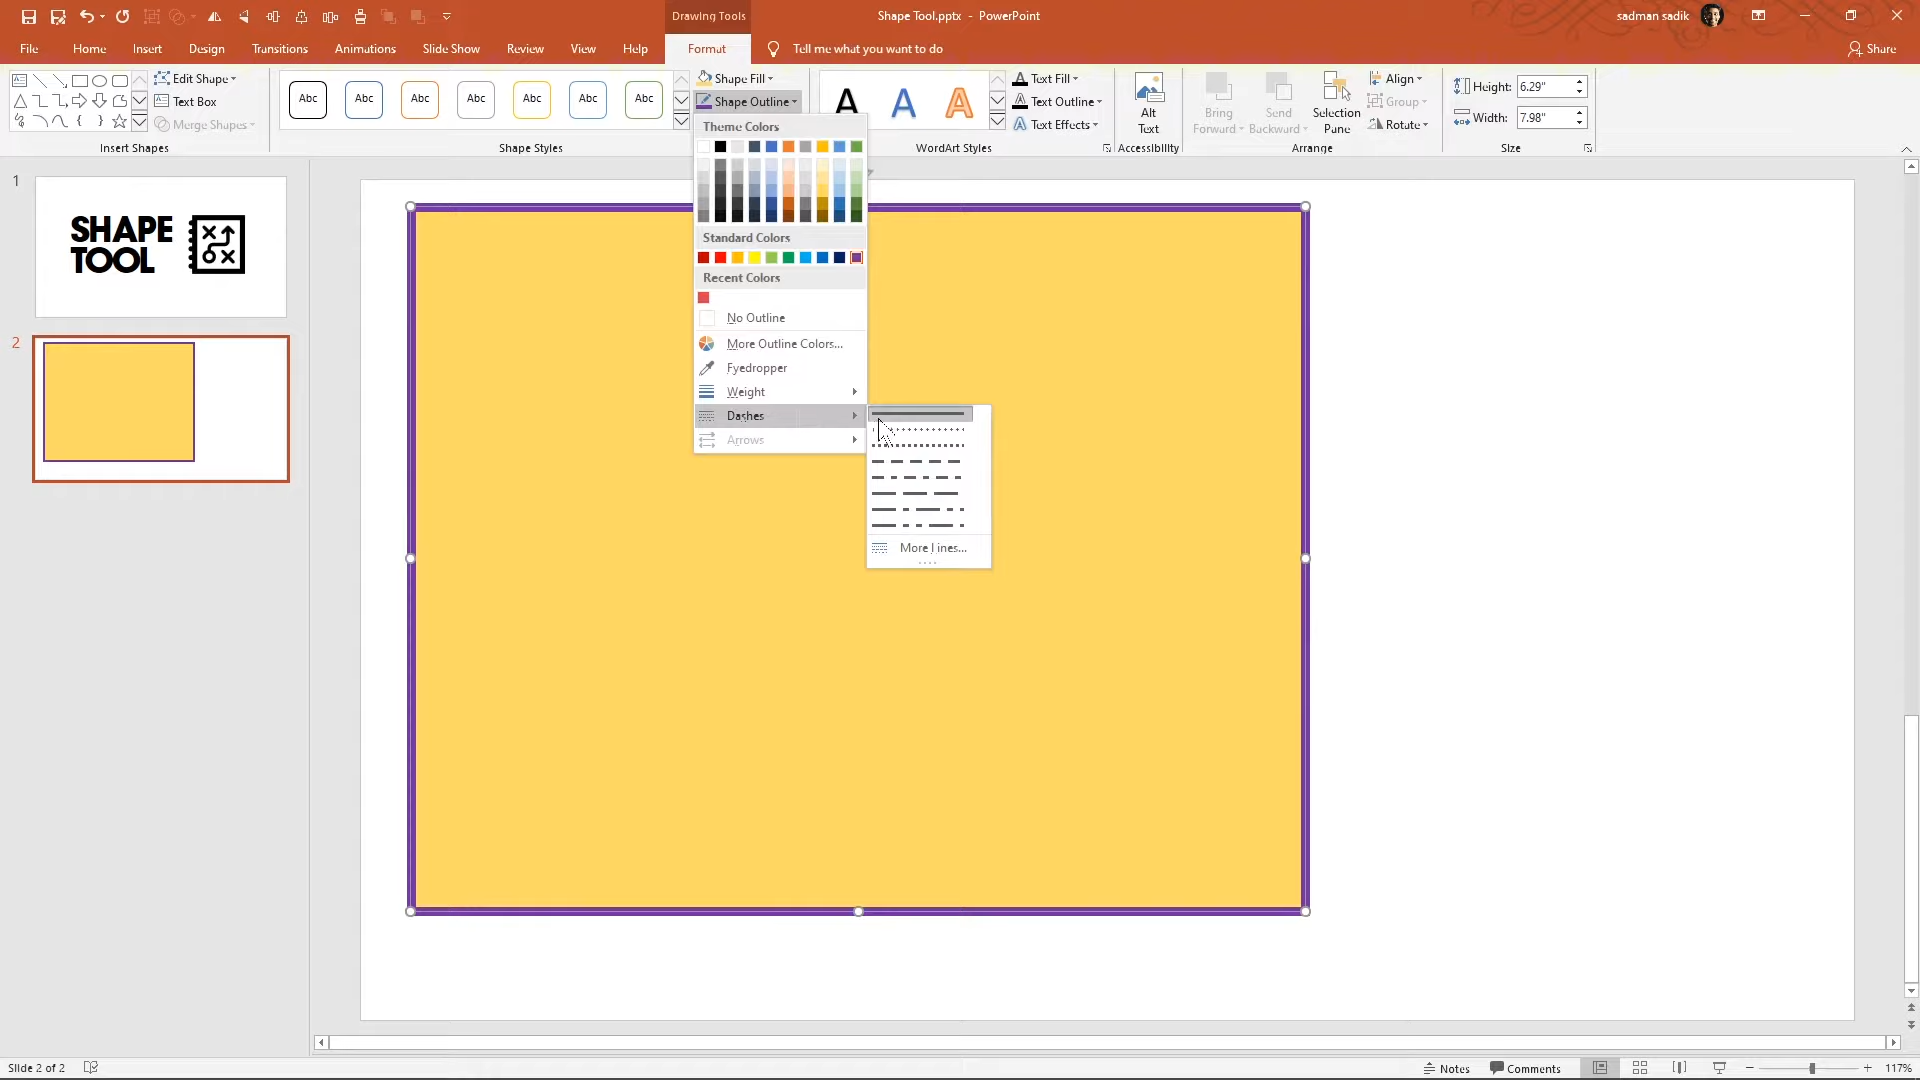 Drawing Tools
Shape Tool.pptx - PowerPoint
sadman sadik
File Home Insert Design Transitions Animations Slide Show Review View Help Format Tell me what you want to do Share
Edit Shape
Text Box
Merge Shapes
Insert Shapes
Abc Abc Abc Abc Abc Abc Abc
Shape Styles
Shape Fill
Shape Outline
A A A
WordArt Styles
Text Fill
Text Outline
Text Effects
Alt Text
Accessibility
Bring Forward
Send Backward
Selection Pane
Align
Group
Rotate
Arrange
Height: 6.29"
Width: 7.98"
Size
Theme Colors
Standard Colors
Recent Colors
No Outline
More Outline Colors...
Eyedropper
Weight
Dashes
Arrows
More Lines...
1
SHAPE
TOOL
2
Slide 2 of 2
Notes Comments 117%